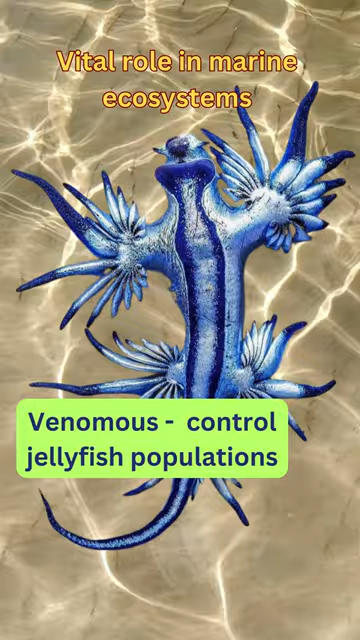 Vital role in marine
ecosystems
Venomous - control
jellyfish populations